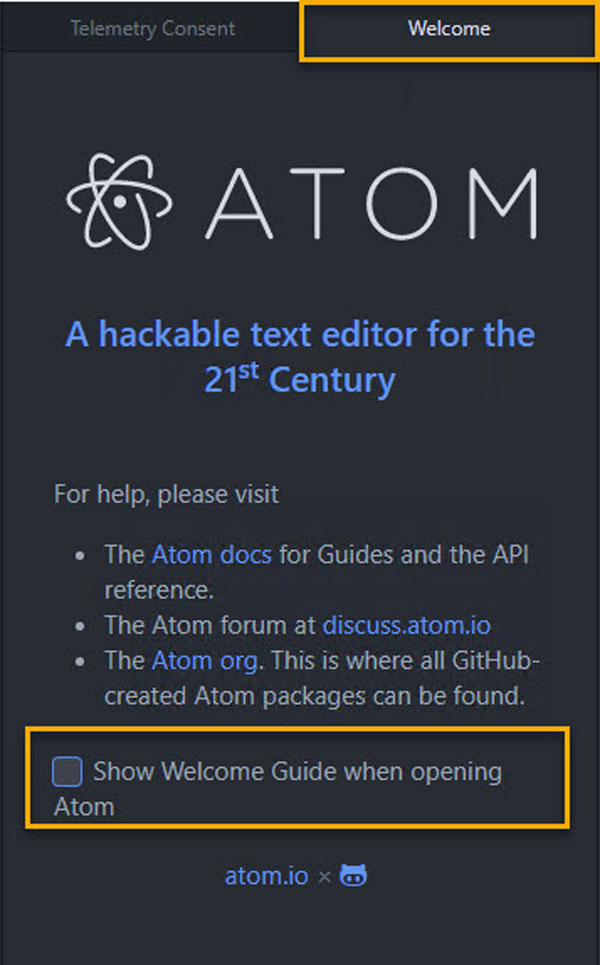 Telemetry Consent
Welcome
ATOM
A hackable text editor for the
21st Century
For help, please visit
• The Atom docs for Guides and the API
reference.
• The Atom forum at discuss.atom.io
• The Atom org. This is where all GitHub-
created Atom packages can be found.
Show Welcome Guide when opening
Atom
atom.io ×